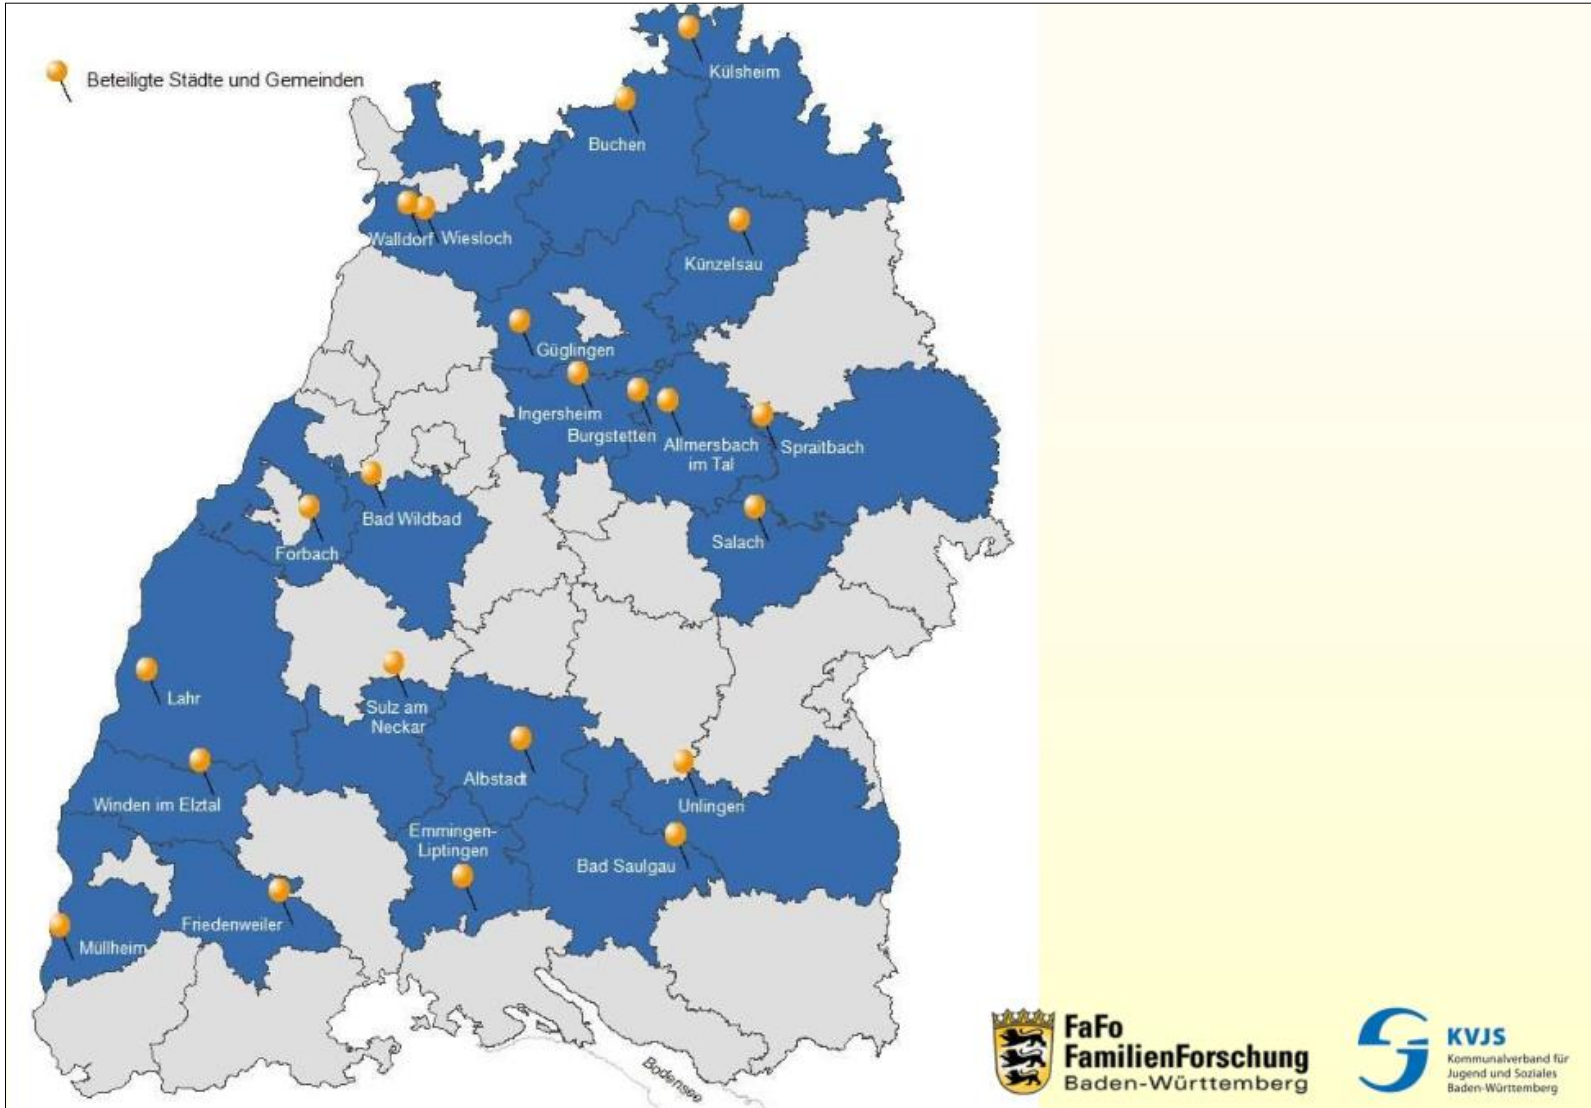 Beteiligte Städte und Gemeinden
Külsheim
Buchen
Walldorf
Wiesloch
Künzelsau
Güglingen
Ingersheim
Burgstetten
Allmersbach
im Tal
Spraitbach
Bad Wildbad
Forbach
Salach
Lahr
Sulz am
Neckar
Albstadt
Winden im Elztal
Unlingen
Emmingen-
Liptingen
Bad Saulgau
Friedenweiler
Müllheim
Bodensee
FaFo
FamilienForschung
Baden-Württemberg
KVJS
Kommunalverband für
Jugend und Soziales
Baden-Württemberg